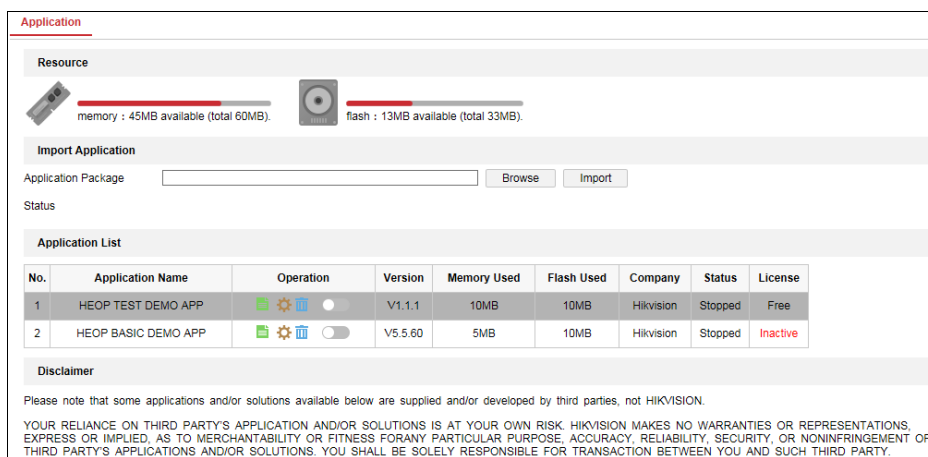 Application
Resource
memory : 45MB available (total 60MB). flash : 13MB available (total 33MB).
Import Application
Application Package Browse Import
Status
Application List
No. Application Name Operation Version Memory Used Flash Used Company Status License
1 HEOP TEST DEMO APP V1.1.1 10MB 10MB Hikvision Stopped Free
2 HEOP BASIC DEMO APP V5.5.60 5MB 10MB Hikvision Stopped Inactive
Disclaimer
Please note that some applications and/or solutions available below are supplied and/or developed by third parties, not HIKVISION.
YOUR RELIANCE ON THIRD PARTY'S APPLICATION AND/OR SOLUTIONS IS AT YOUR OWN RISK. HIKVISION MAKES NO WARRANTIES OR REPRESENTATIONS,
EXPRESS OR IMPLIED, AS TO MERCHANTABILITY OR FITNESS FORANY PARTICULAR PURPOSE, ACCURACY, RELIABILITY, SECURITY, OR NONINFRINGEMENT OF
THIRD PARTY'S APPLICATIONS AND/OR SOLUTIONS. YOU SHALL BE SOLELY RESPONSIBLE FOR TRANSACTION BETWEEN YOU AND SUCH THIRD PARTY.